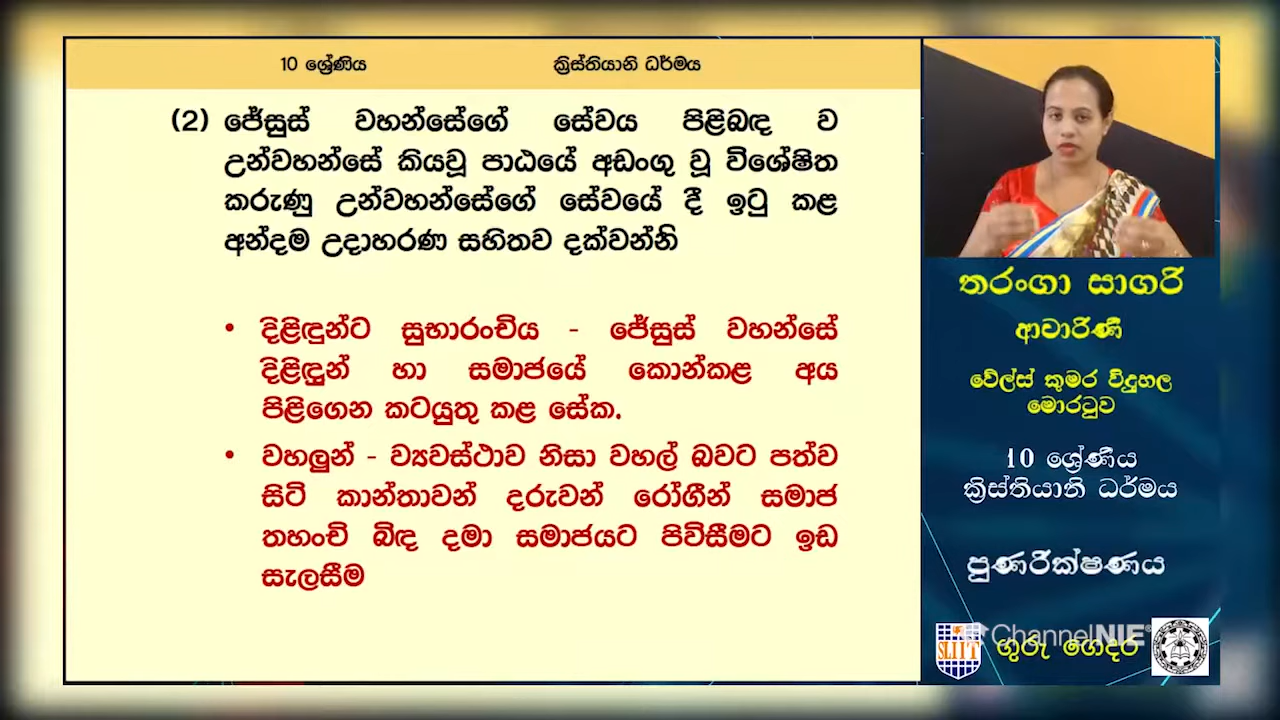 10 ශ්‍රේණිය
ක්‍රිස්තියානි ධර්මය
(2) ජේසුස් වහන්සේගේ සේවය පිළිබඳ ව
උන්වහන්සේ කියවූ පාඨයේ අඩංගු වූ විශේෂිත
කරුණු උන්වහන්සේගේ සේවයේ දී ඉටු කළ
අන්දම උදාහරණ සහිතව දක්වන්න
• දිළිඳුන්ට සුභාරංචිය - ජේසුස් වහන්සේ
දිළිඳුන් හා සමාජයේ කොන්කළ අය
පිළිගෙන කටයුතු කළ සේක.
• වහලුන් - ව්‍යවස්ථාව නිසා වහල් බවට පත්ව
සිටි කාන්තාවන් දරුවන් රෝගීන් සමාජ
තහංචි බිඳ දමා සමාජයට පිවිසීමට ඉඩ
සැලසීම
තරංගා සාගරි
ආචාරිණි
වේල්ස් කුමර විදුහල
මොරටුව
10 ශ්‍රේණිය
ක්‍රිස්තියානි ධර්මය
පුණරීක්ෂණය
ChannelNIE
SLIIT
ගුරු ගෙදර